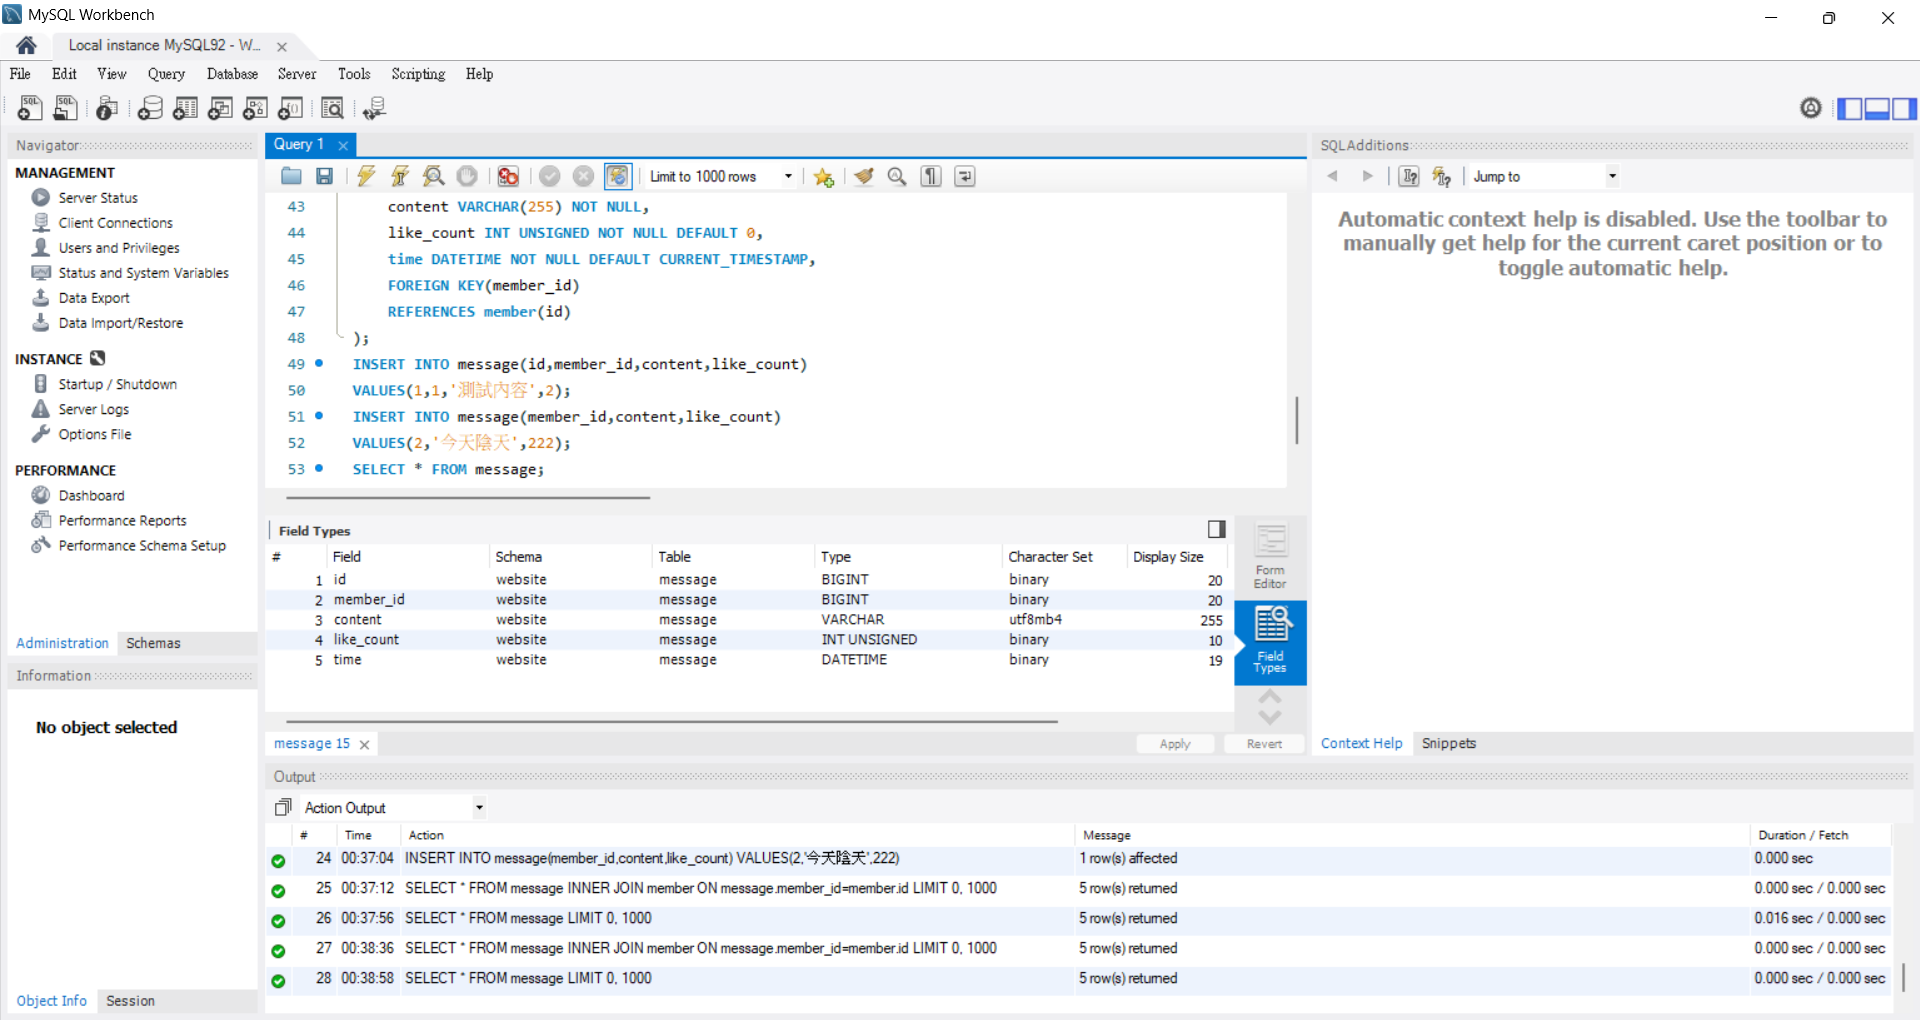 MySQL Workbench
Local instance MySQL92 - W...
File Edit View Query Database Server Tools Scripting Help
Navigator
MANAGEMENT
Server Status
Client Connections
Users and Privileges
Status and System Variables
Data Export
Data Import/Restore
INSTANCE
Startup / Shutdown
Server Logs
Options File
PERFORMANCE
Dashboard
Performance Reports
Performance Schema Setup
Administration Schemas
Information
No object selected
Object Info Session
Query 1
Limit to 1000 rows
43 content VARCHAR(255) NOT NULL,
44 like_count INT UNSIGNED NOT NULL DEFAULT 0,
45 time DATETIME NOT NULL DEFAULT CURRENT_TIMESTAMP,
46 FOREIGN KEY(member_id)
47 REFERENCES member(id)
48 );
49 INSERT INTO message(id,member_id,content,like_count)
50 VALUES(1,1,'測試內容',2);
51 INSERT INTO message(member_id,content,like_count)
52 VALUES(2,'今天陰天',222);
53 SELECT * FROM message;
Field Types
# Field Schema Table Type Character Set Display Size
1 id website message BIGINT binary 20
2 member_id website message BIGINT binary 20
3 content website message VARCHAR utf8mb4 255
4 like_count website message INT UNSIGNED binary 10
5 time website message DATETIME binary 19
Form
Editor
Field
Types
message 15
Apply Revert
SQLAdditions
Jump to
Automatic context help is disabled. Use the toolbar to
manually get help for the current caret position or to
toggle automatic help.
Context Help Snippets
Output
Action Output
# Time Action Message Duration / Fetch
24 00:37:04 INSERT INTO message(member_id,content,like_count) VALUES(2,'今天陰天',222) 1 row(s) affected 0.000 sec
25 00:37:12 SELECT * FROM message INNER JOIN member ON message.member_id=member.id LIMIT 0, 1000 5 row(s) returned 0.000 sec / 0.000 sec
26 00:37:56 SELECT * FROM message LIMIT 0, 1000 5 row(s) returned 0.016 sec / 0.000 sec
27 00:38:36 SELECT * FROM message INNER JOIN member ON message.member_id=member.id LIMIT 0, 1000 5 row(s) returned 0.000 sec / 0.000 sec
28 00:38:58 SELECT * FROM message LIMIT 0, 1000 5 row(s) returned 0.000 sec / 0.000 sec